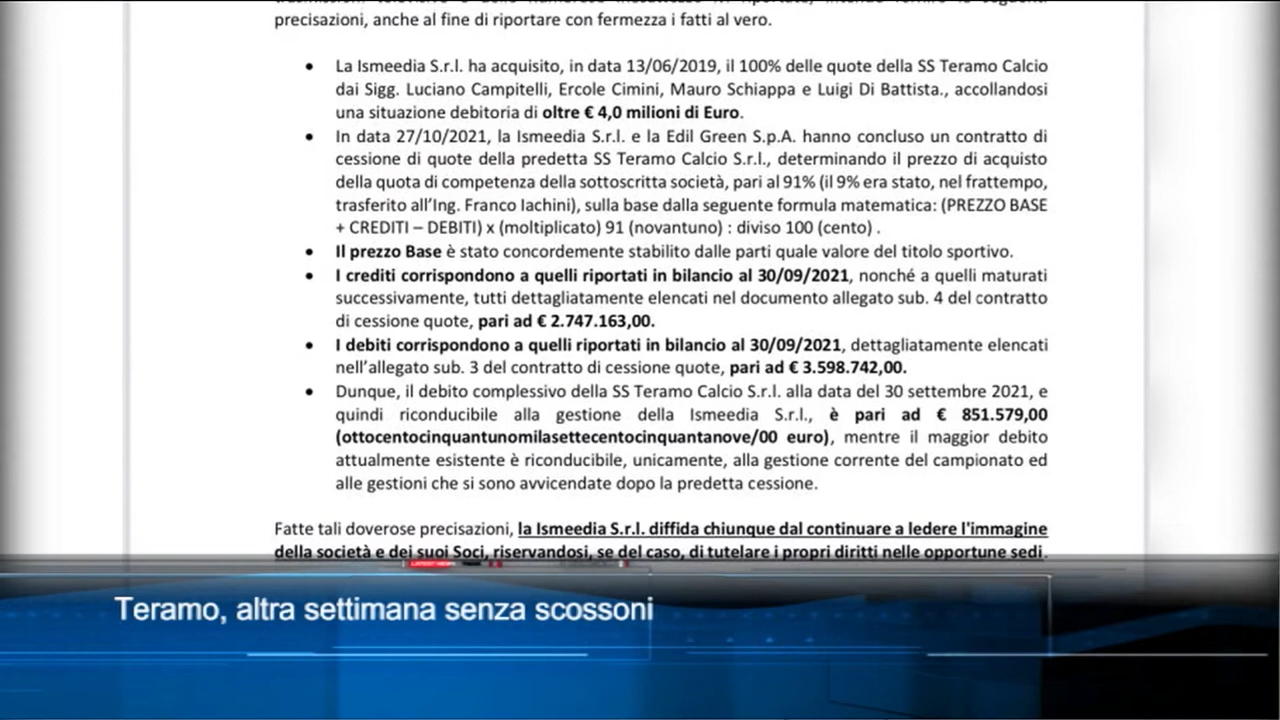 precisazioni, anche al fine di riportare con fermezza i fatti al vero.
• La Ismeedia S.r.l. ha acquisito, in data 13/06/2019, il 100% delle quote della SS Teramo Calcio
dai Sigg. Luciano Campitelli, Ercole Cimini, Mauro Schiappa e Luigi Di Battista., accollandosi
una situazione debitoria di oltre € 4,0 milioni di Euro.
• In data 27/10/2021, la Ismeedia S.r.l. e la Edil Green S.p.A. hanno concluso un contratto di
cessione di quote della predetta SS Teramo Calcio S.r.l., determinando il prezzo di acquisto
della quota di competenza della sottoscritta società, pari al 91% (il 9% era stato, nel frattempo,
trasferito all'Ing. Franco Iachini), sulla base dalla seguente formula matematica: (PREZZO BASE
+ CREDITI – DEBITI) x (moltiplicato) 91 (novantuno) : diviso 100 (cento) .
• Il prezzo Base è stato concordemente stabilito dalle parti quale valore del titolo sportivo.
• I crediti corrispondono a quelli riportati in bilancio al 30/09/2021, nonché a quelli maturati
successivamente, tutti dettagliatamente elencati nel documento allegato sub. 4 del contratto
di cessione quote, pari ad € 2.747.163,00.
• I debiti corrispondono a quelli riportati in bilancio al 30/09/2021, dettagliatamente elencati
nell'allegato sub. 3 del contratto di cessione quote, pari ad € 3.598.742,00.
• Dunque, il debito complessivo della SS Teramo Calcio S.r.l. alla data del 30 settembre 2021, e
quindi riconducibile alla gestione della Ismeedia S.r.l., è pari ad € 851.579,00
(ottocentocinquantunomilasettecentocinquantanove/00 euro), mentre il maggior debito
attualmente esistente è riconducibile, unicamente, alla gestione corrente del campionato ed
alle gestioni che si sono avvicendate dopo la predetta cessione.
Fatte tali doverose precisazioni, la Ismeedia S.r.l. diffida chiunque dal continuare a ledere l'immagine
della società e dei suoi Soci, riservandosi, se del caso, di tutelare i propri diritti nelle opportune sedi.
LATEST NEWS
Teramo, altra settimana senza scossoni